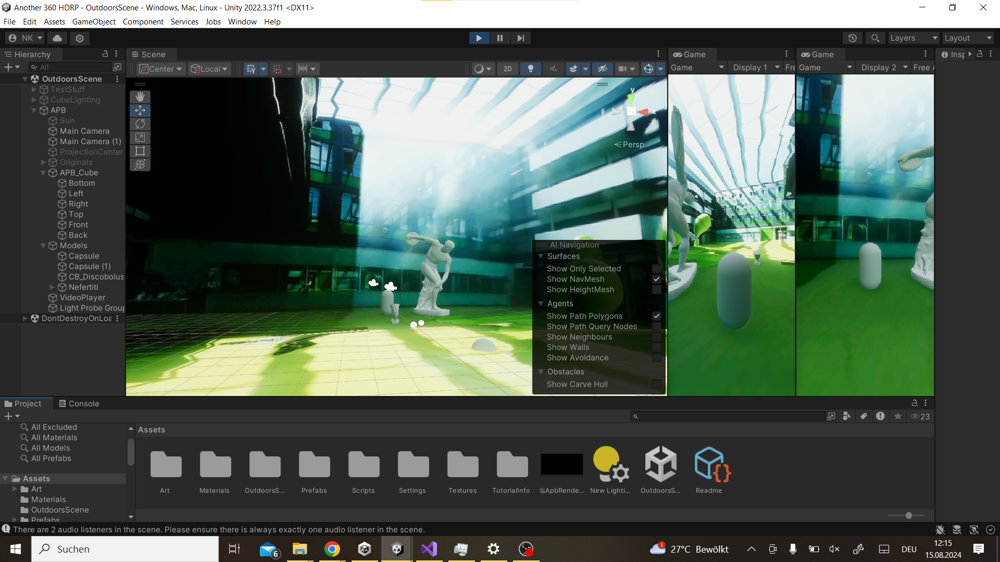 Another 360 HDRP - OutdoorsScene - Windows, Mac, Linux - Unity 2022.3.37f1 <DX11>
File Edit Assets GameObject Component Services Jobs Window Help
NK
Layers
Layout
Hierarchy
All
OutdoorsScene
TestStuff
CubeLighting
APB
Sun
Main Camera
Main Camera (1)
ProjectionCenter
Originals
APB_Cube
Bottom
Left
Right
Top
Front
Back
Models
Capsule
Capsule (1)
CB_Discobolus
Nefertiti
VideoPlayer
Light Probe Group
DontDestroyOnLoa
Scene
Center
Local
2D
y
x
Persp
AI Navigation
Surfaces
Show Only Selected
Show NavMesh
Show HeightMesh
Agents
Show Path Polygons
Show Path Query Nodes
Show Neighbours
Show Walls
Show Avoidance
Obstacles
Show Carve Hull
Game
Game Display 1 Fre
Game
Game Display 2 Free A
Insp
Project
Console
23
All Excluded
All Materials
All Models
All Prefabs
Assets
Art
Materials
OutdoorsScene
Prefabs
Assets
Art
Materials
OutdoorsS...
Prefabs
Scripts
Settings
Textures
TutorialInfo
ApbRende...
New Lighti...
OutdoorsS...
Readme
There are 2 audio listeners in the scene. Please ensure there is always exactly one audio listener in the scene.
Suchen
6
1
27°C Bewölkt
DEU
12:15
15.08.2024